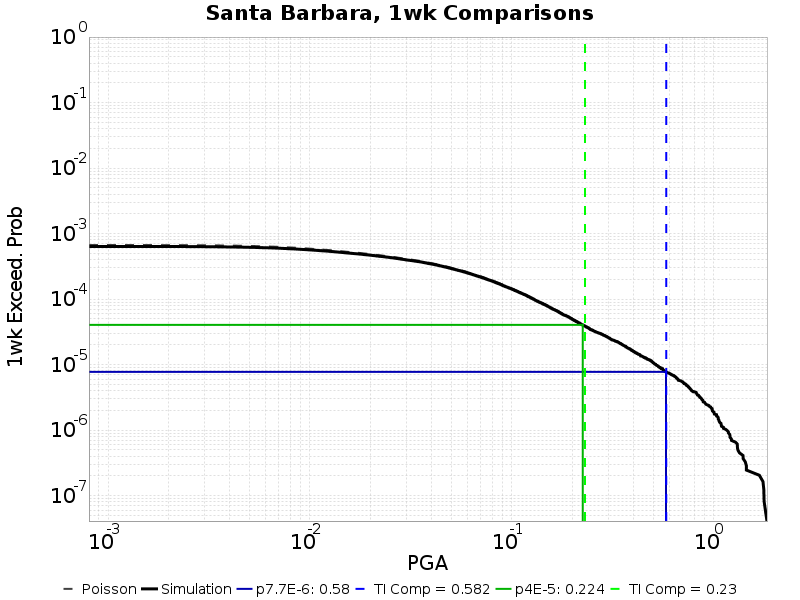 Santa Barbara, 1wk Comparisons
10^0
10^-1
10^-2
10^-3
10^-4
10^-5
10^-6
10^-7
1wk Exceed. Prob
10^-3 10^-2 10^-1 10^0
PGA
Poisson Simulation p7.7E-6: 0.58 TI Comp = 0.582 p4E-5: 0.224 TI Comp = 0.23